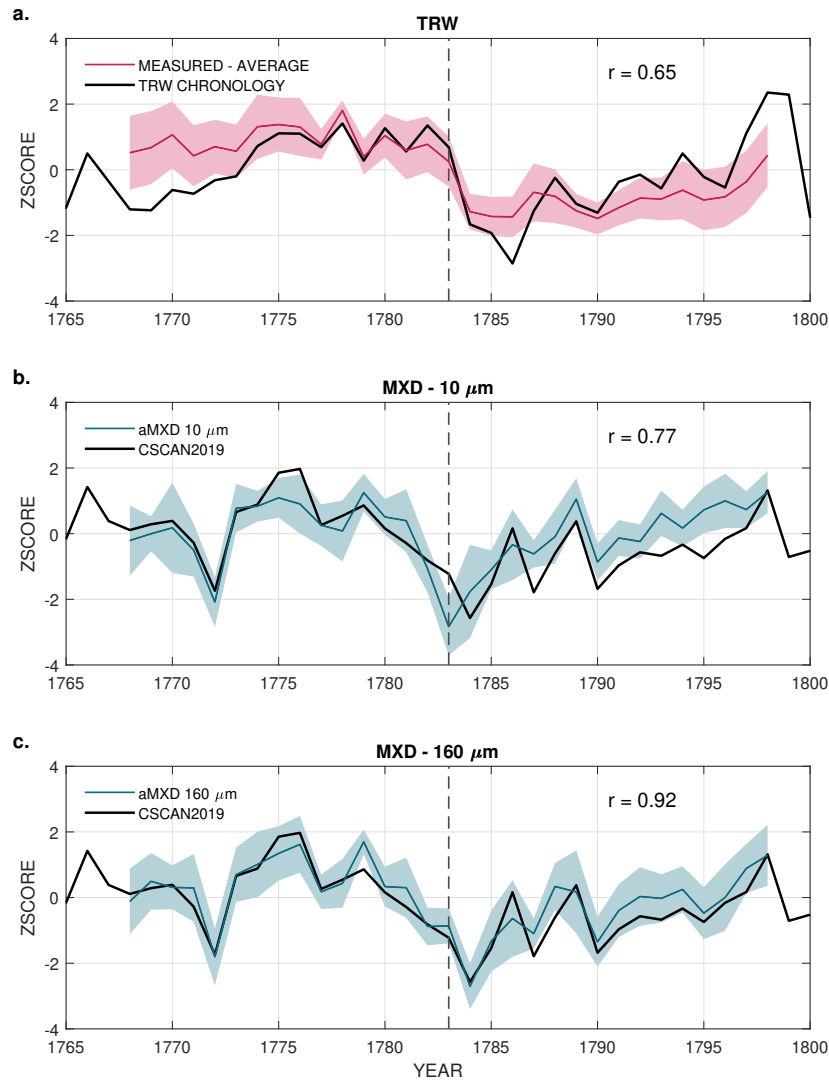 a.
TRW
MEASURED - AVERAGE
TRW CHRONOLOGY
r = 0.65
ZSCORE
4
2
0
-2
-4
1765 1770 1775 1780 1785 1790 1795 1800
b.
MXD - 10 μm
aMXD 10 μm
CSCAN2019
r = 0.77
ZSCORE
4
2
0
-2
-4
1765 1770 1775 1780 1785 1790 1795 1800
c.
MXD - 160 μm
aMXD 160 μm
CSCAN2019
r = 0.92
ZSCORE
4
2
0
-2
-4
1765 1770 1775 1780 1785 1790 1795 1800
YEAR